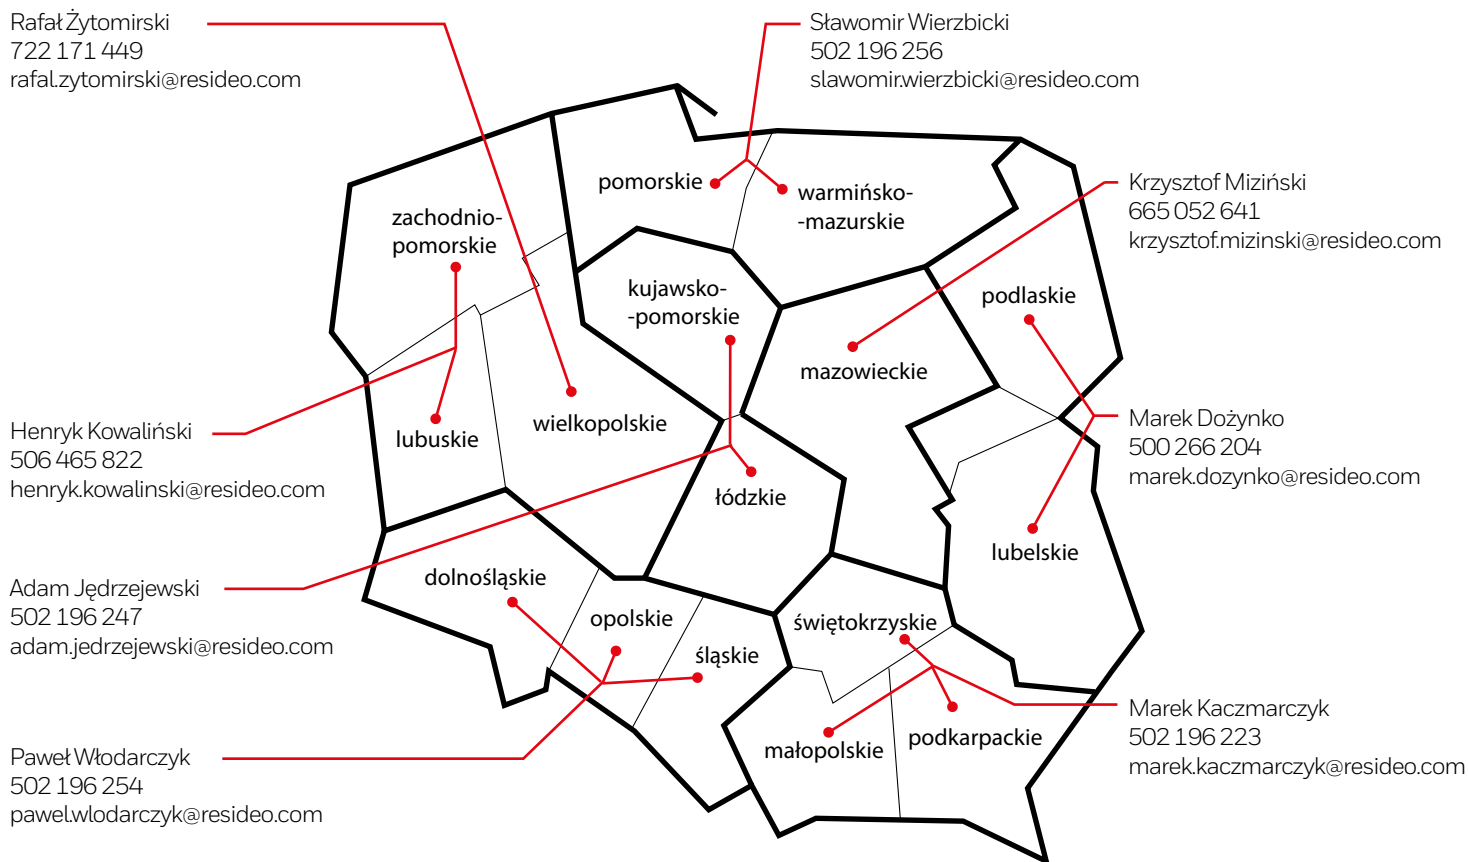 Rafał Żytomirski
722 171 449
rafal.zytomirski@resideo.com
Sławomir Wierzbicki
502 196 256
slawomir.wierzbicki@resideo.com
Krzysztof Miziński
665 052 641
krzysztof.mizinski@resideo.com
pomorskie
warmińsko-
-mazurskie
zachodnio-
pomorskie
kujawsko-
-pomorskie
podlaskie
mazowieckie
wielkopolskie
lubuskie
łódzkie
lubelskie
Henryk Kowaliński
506 465 822
henryk.kowalinski@resideo.com
Marek Dożynko
500 266 204
marek.dozynko@resideo.com
dolnośląskie
opolskie
śląskie
świętokrzyskie
małopolskie
podkarpackie
Adam Jędrzejewski
502 196 247
adam.jedrzejewski@resideo.com
Paweł Włodarczyk
502 196 254
pawel.wlodarczyk@resideo.com
Marek Kaczmarczyk
502 196 223
marek.kaczmarczyk@resideo.com